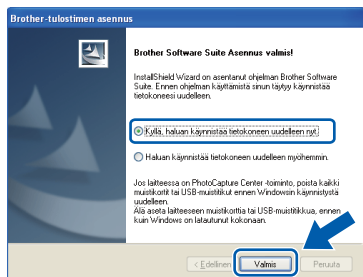 Brother-tulostimen asennus
Brother Software Suite Asennus valmis!
InstallShield Wizard on asentanut ohjelman Brother Software
Suite. Ennen ohjelman käyttämistä sinun täytyy käynnistää
tietokoneesi uudelleen.
Kyllä, haluan käynnistää tietokoneen uudelleen nyt.
Haluan käynnistää tietokoneen uudelleen myöhemmin.
Jos laitteessa on PhotoCapture Center -toiminto, poista kaikki
muistikortit tai USB-muistitikut ennen Windowsin käynnistystä
uudelleen.
Älä aseta laitteeseen muistikorttia tai USB-muistitikkua, ennen
kuin Windows on latautunut kokonaan.
< Edellinen
Valmis
Peruuta